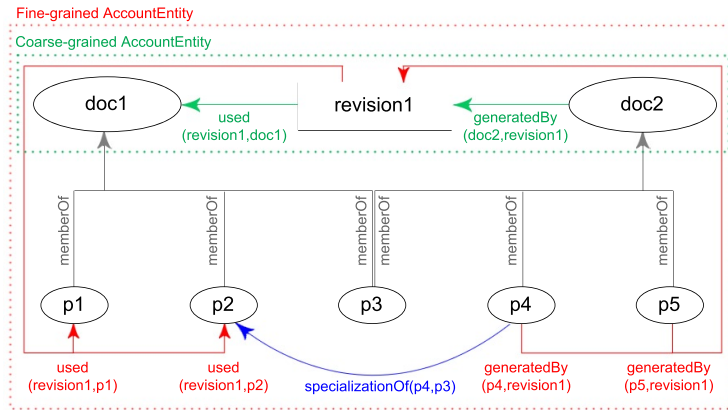 Fine-grained AccountEntity
Coarse-grained AccountEntity
doc1
revision1
doc2
used
(revision1,doc1)
generatedBy
(doc2,revision1)
memberOf
memberOf
memberOf
memberOf
memberOf
memberOf
p1
p2
p3
p4
p5
used
(revision1,p1)
used
(revision1,p2)
specializationOf(p4,p3)
generatedBy
(p4,revision1)
generatedBy
(p5,revision1)